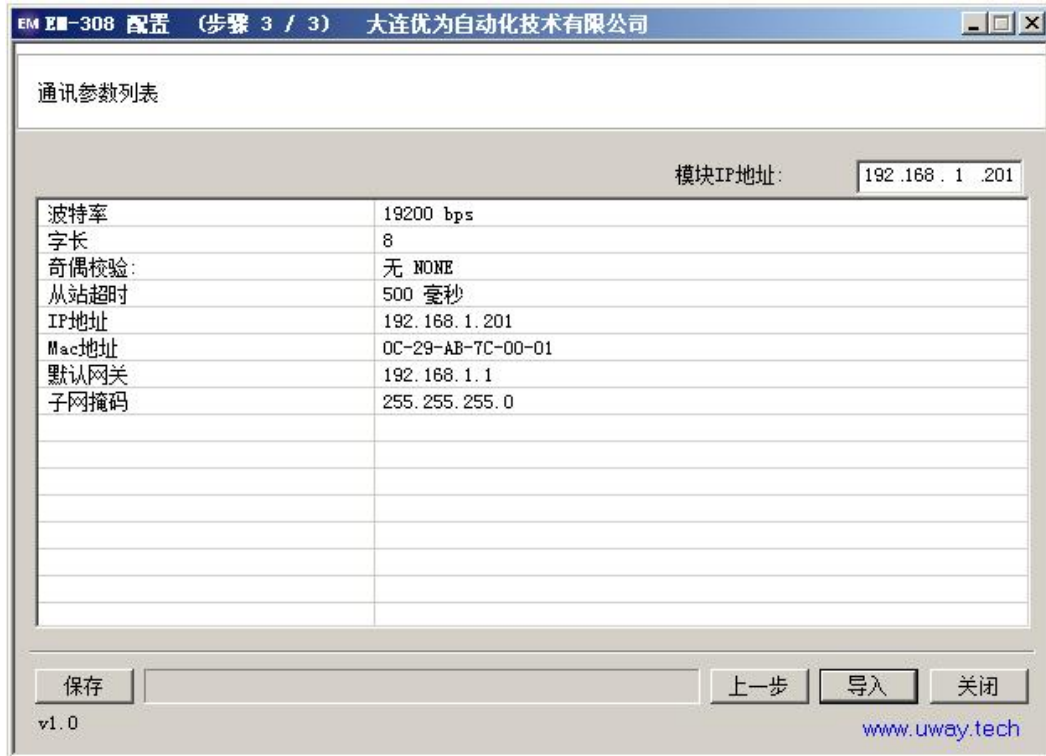 EM EM-308 配置 （步骤 3 / 3） 大连优为自动化技术有限公司
通讯参数列表
模块IP地址: 192 .168 . 1 .201
波特率 19200 bps
字长 8
奇偶校验: 无 NONE
从站超时 500 毫秒
IP地址 192.168.1.201
Mac地址 0C-29-AB-7C-00-01
默认网关 192.168.1.1
子网掩码 255.255.255.0
保存 上一步 导入 关闭
v1.0 www.uway.tech